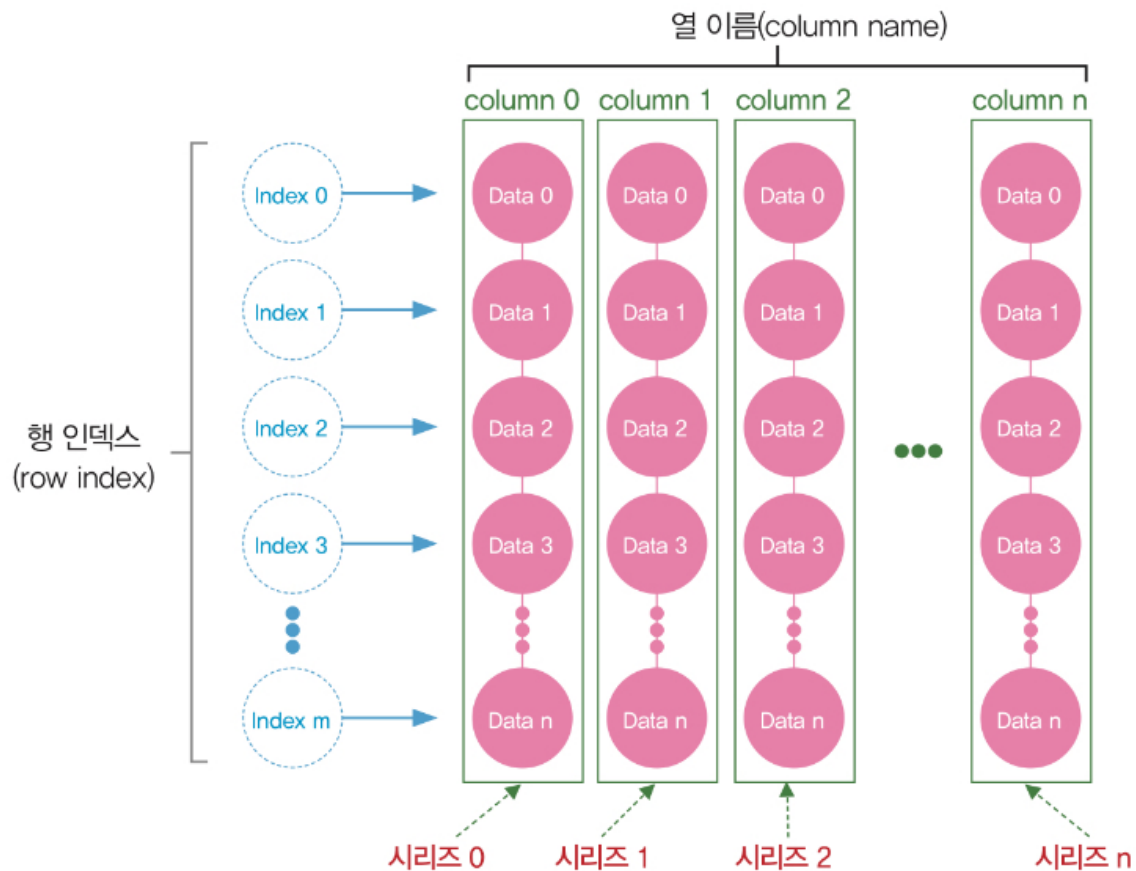 열 이름(column name)
column 0 column 1 column 2 column n
Index 0 Data 0 Data 0 Data 0 Data 0
Index 1 Data 1 Data 1 Data 1 Data 1
행 인덱스
(row index)
Index 2 Data 2 Data 2 Data 2 Data 2
Index 3 Data 3 Data 3 Data 3 Data 3
Index m Data n Data n Data n Data n
시리즈 0 시리즈 1 시리즈 2 시리즈 n